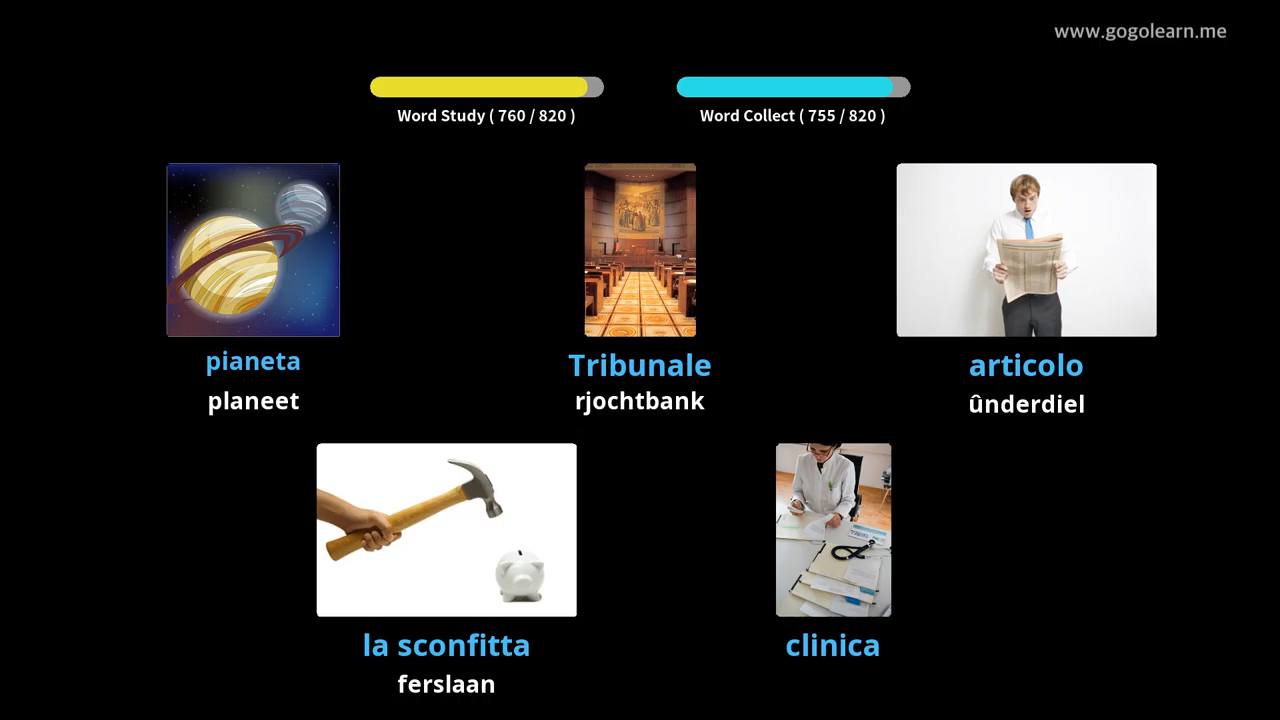 www.gogolearn.me
Word Study ( 760 / 820 )
Word Collect ( 755 / 820 )
pianeta
planeet
Tribunale
rjochtbank
articolo
ûnderdiel
la sconfitta
ferslaan
clinica